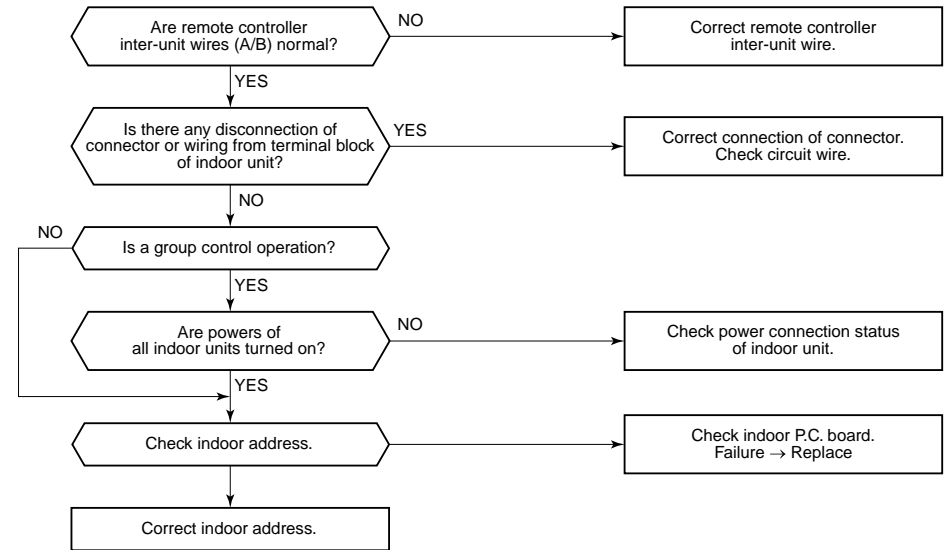 Are remote controller
inter-unit wires (A/B) normal?
NO
Correct remote controller
inter-unit wire.
YES
Is there any disconnection of
connector or wiring from terminal block
of indoor unit?
YES
Correct connection of connector.
Check circuit wire.
NO
NO
Is a group control operation?
YES
Are powers of
all indoor units turned on?
NO
Check power connection status
of indoor unit.
YES
Check indoor address.
Check indoor P.C. board.
Failure → Replace
Correct indoor address.